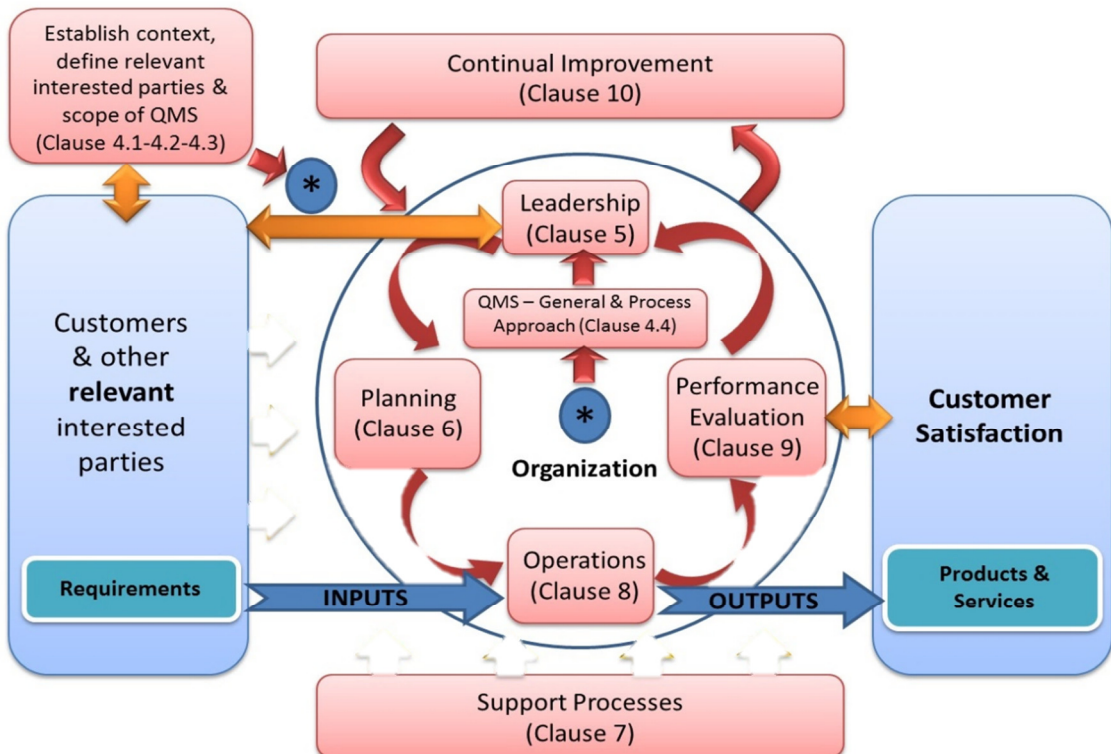 Establish context,
define relevant
interested parties &
scope of QMS
(Clause 4.1-4.2-4.3)
Continual Improvement
(Clause 10)
*
Leadership
(Clause 5)
QMS – General & Process
Approach (Clause 4.4)
Customers
& other
relevant
interested
parties
Planning
(Clause 6)
*
Organization
Performance
Evaluation
(Clause 9)
Customer
Satisfaction
Requirements
INPUTS
Operations
(Clause 8)
OUTPUTS
Products &
Services
Support Processes
(Clause 7)